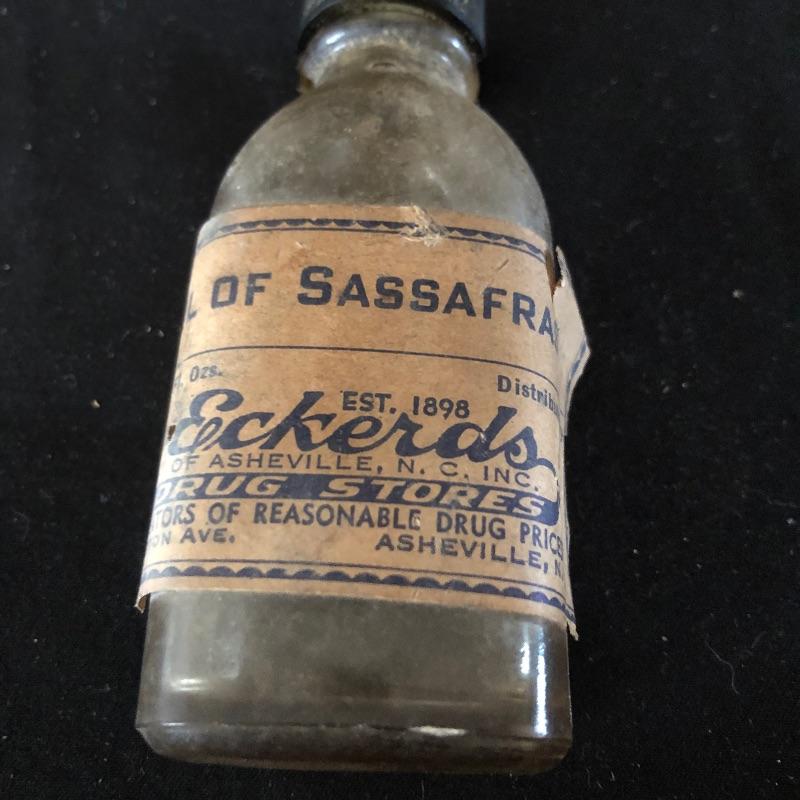 L OF SASSAFRA
Ozs.
Distribu
EST. 1898
Eckerds
OF ASHEVILLE, N. C. INC.
DRUG STORES
TORS OF REASONABLE DRUG PRICE
ON AVE.
ASHEVILLE, N